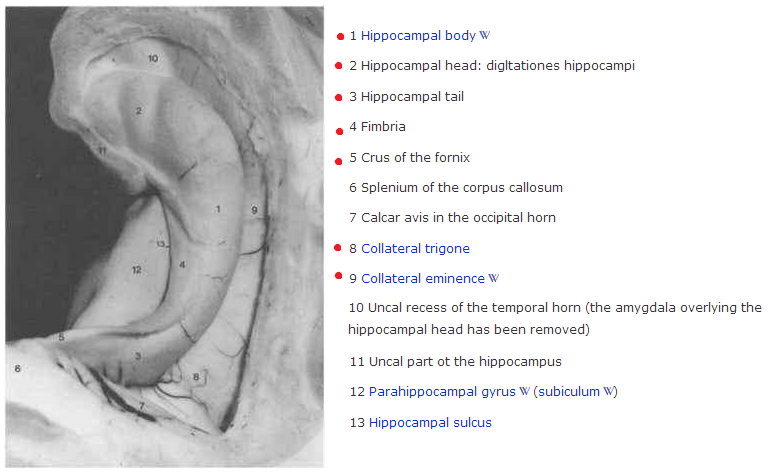 10
2
11
1
9
13
4
12
5
3
6
8
7
1 Hippocampal body W
2 Hippocampal head: digltationes hippocampi
3 Hippocampal tail
4 Fimbria
5 Crus of the fornix
6 Splenium of the corpus callosum
7 Calcar avis in the occipital horn
8 Collateral trigone
9 Collateral eminence W
10 Uncal recess of the temporal horn (the amygdala overlying the
hippocampal head has been removed)
11 Uncal part ot the hippocampus
12 Parahippocampal gyrus W (subiculum W)
13 Hippocampal sulcus